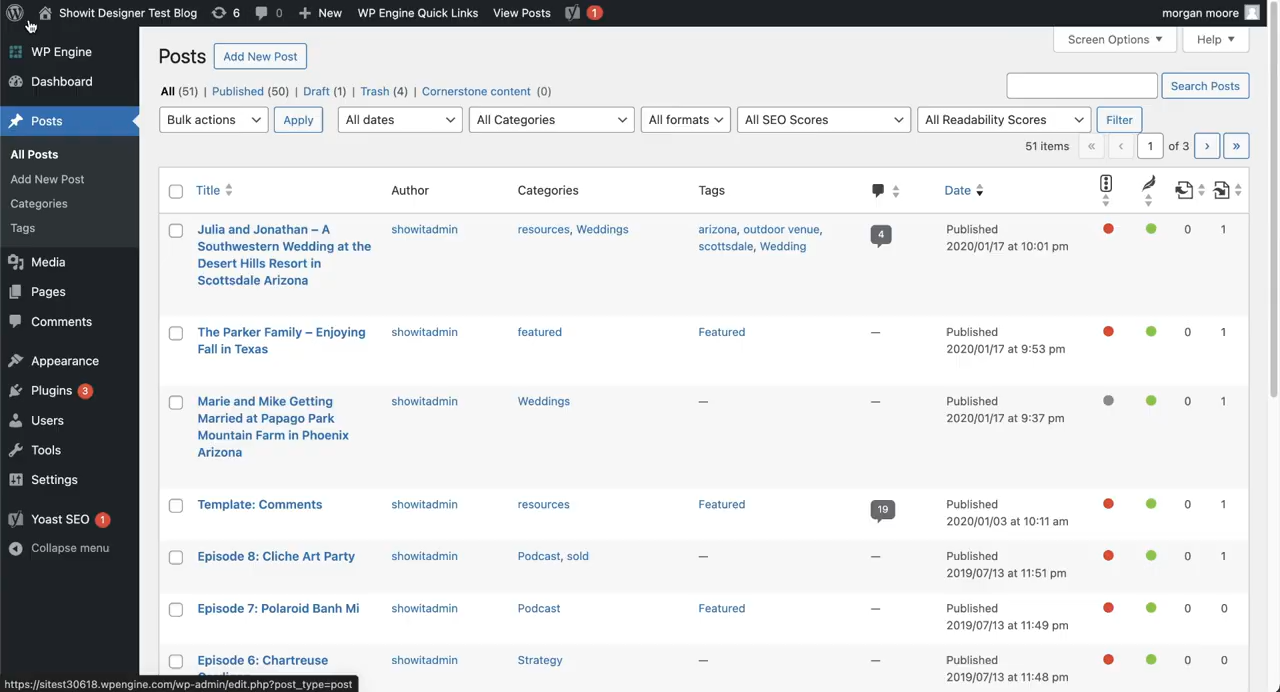 Showit Designer Test Blog 6 0 New WP Engine Quick Links View Posts 1 morgan moore
WP Engine
Dashboard
Posts
All Posts
Add New Post
Categories
Tags
Media
Pages
Comments
Appearance
Plugins 3
Users
Tools
Settings
Yoast SEO 1
Collapse menu
Screen Options Help
Posts Add New Post
All (51) | Published (50) | Draft (1) | Trash (4) | Cornerstone content (0)
Search Posts
Bulk actions Apply All dates All Categories All formats All SEO Scores All Readability Scores Filter
51 items « ‹ 1 of 3 › »
Title Author Categories Tags Date
Julia and Jonathan – A showitadmin resources, Weddings arizona, outdoor venue, 4 Published 0 1
Southwestern Wedding at the scottsdale, Wedding 2020/01/17 at 10:01 pm
Desert Hills Resort in
Scottsdale Arizona
The Parker Family – Enjoying showitadmin featured Featured — Published 0 1
Fall in Texas 2020/01/17 at 9:53 pm
Marie and Mike Getting showitadmin Weddings — — Published 0 1
Married at Papago Park 2020/01/17 at 9:37 pm
Mountain Farm in Phoenix
Arizona
Template: Comments showitadmin resources Featured 19 Published 0 1
2020/01/03 at 10:11 am
Episode 8: Cliche Art Party showitadmin Podcast, sold — — Published 0 1
2019/07/13 at 11:51 pm
Episode 7: Polaroid Banh Mi showitadmin Podcast Featured — Published 0 0
2019/07/13 at 11:49 pm
Episode 6: Chartreuse showitadmin Strategy — — Published 0 0
2019/07/13 at 11:48 pm
https://sitest30618.wpengine.com/wp-admin/edit.php?post_type=post